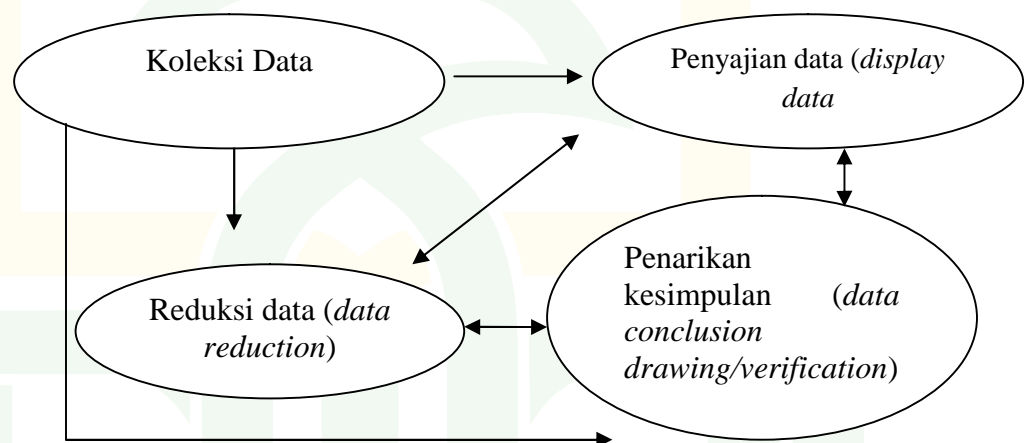 Koleksi Data
Penyajian data (display
data
Reduksi data (data
reduction)
Penarikan
kesimpulan (data
conclusion
drawing/verification)